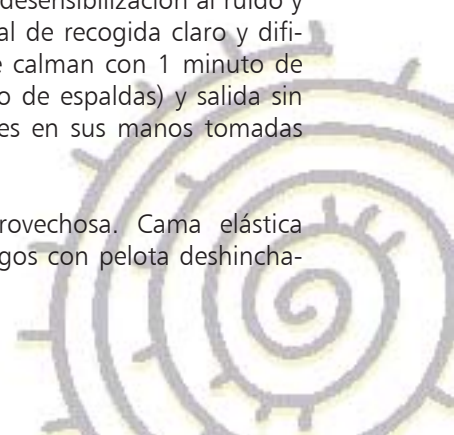 desensibilización al ruido y
al de recogida claro y difi-
e calman con 1 minuto de
o de espaldas) y salida sin
es en sus manos tomadas
rovechosa. Cama elástica
gos con pelota deshincha-